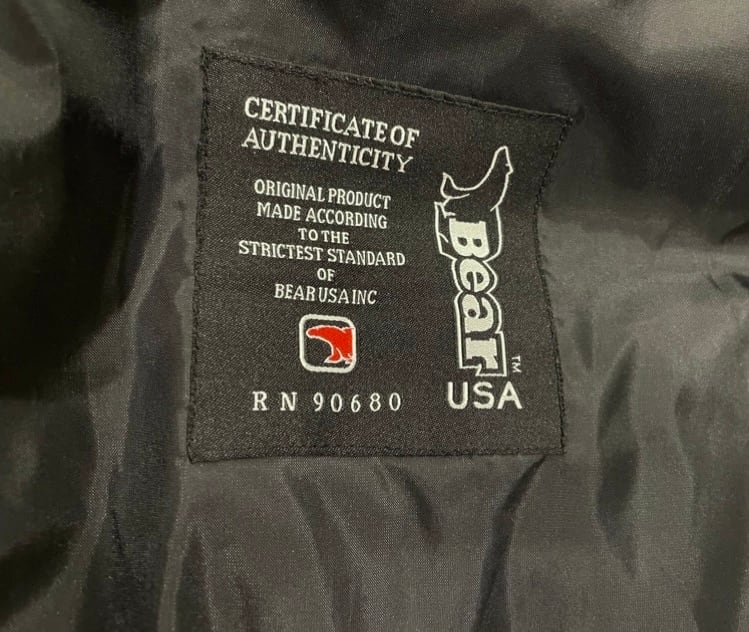 CERTIFICATE OF
AUTHENTICITY
ORIGINAL PRODUCT
MADE ACCORDING
TO THE
STRICTEST STANDARD
OF
BEAR USA INC
RN 90680
Bear
TM
USA